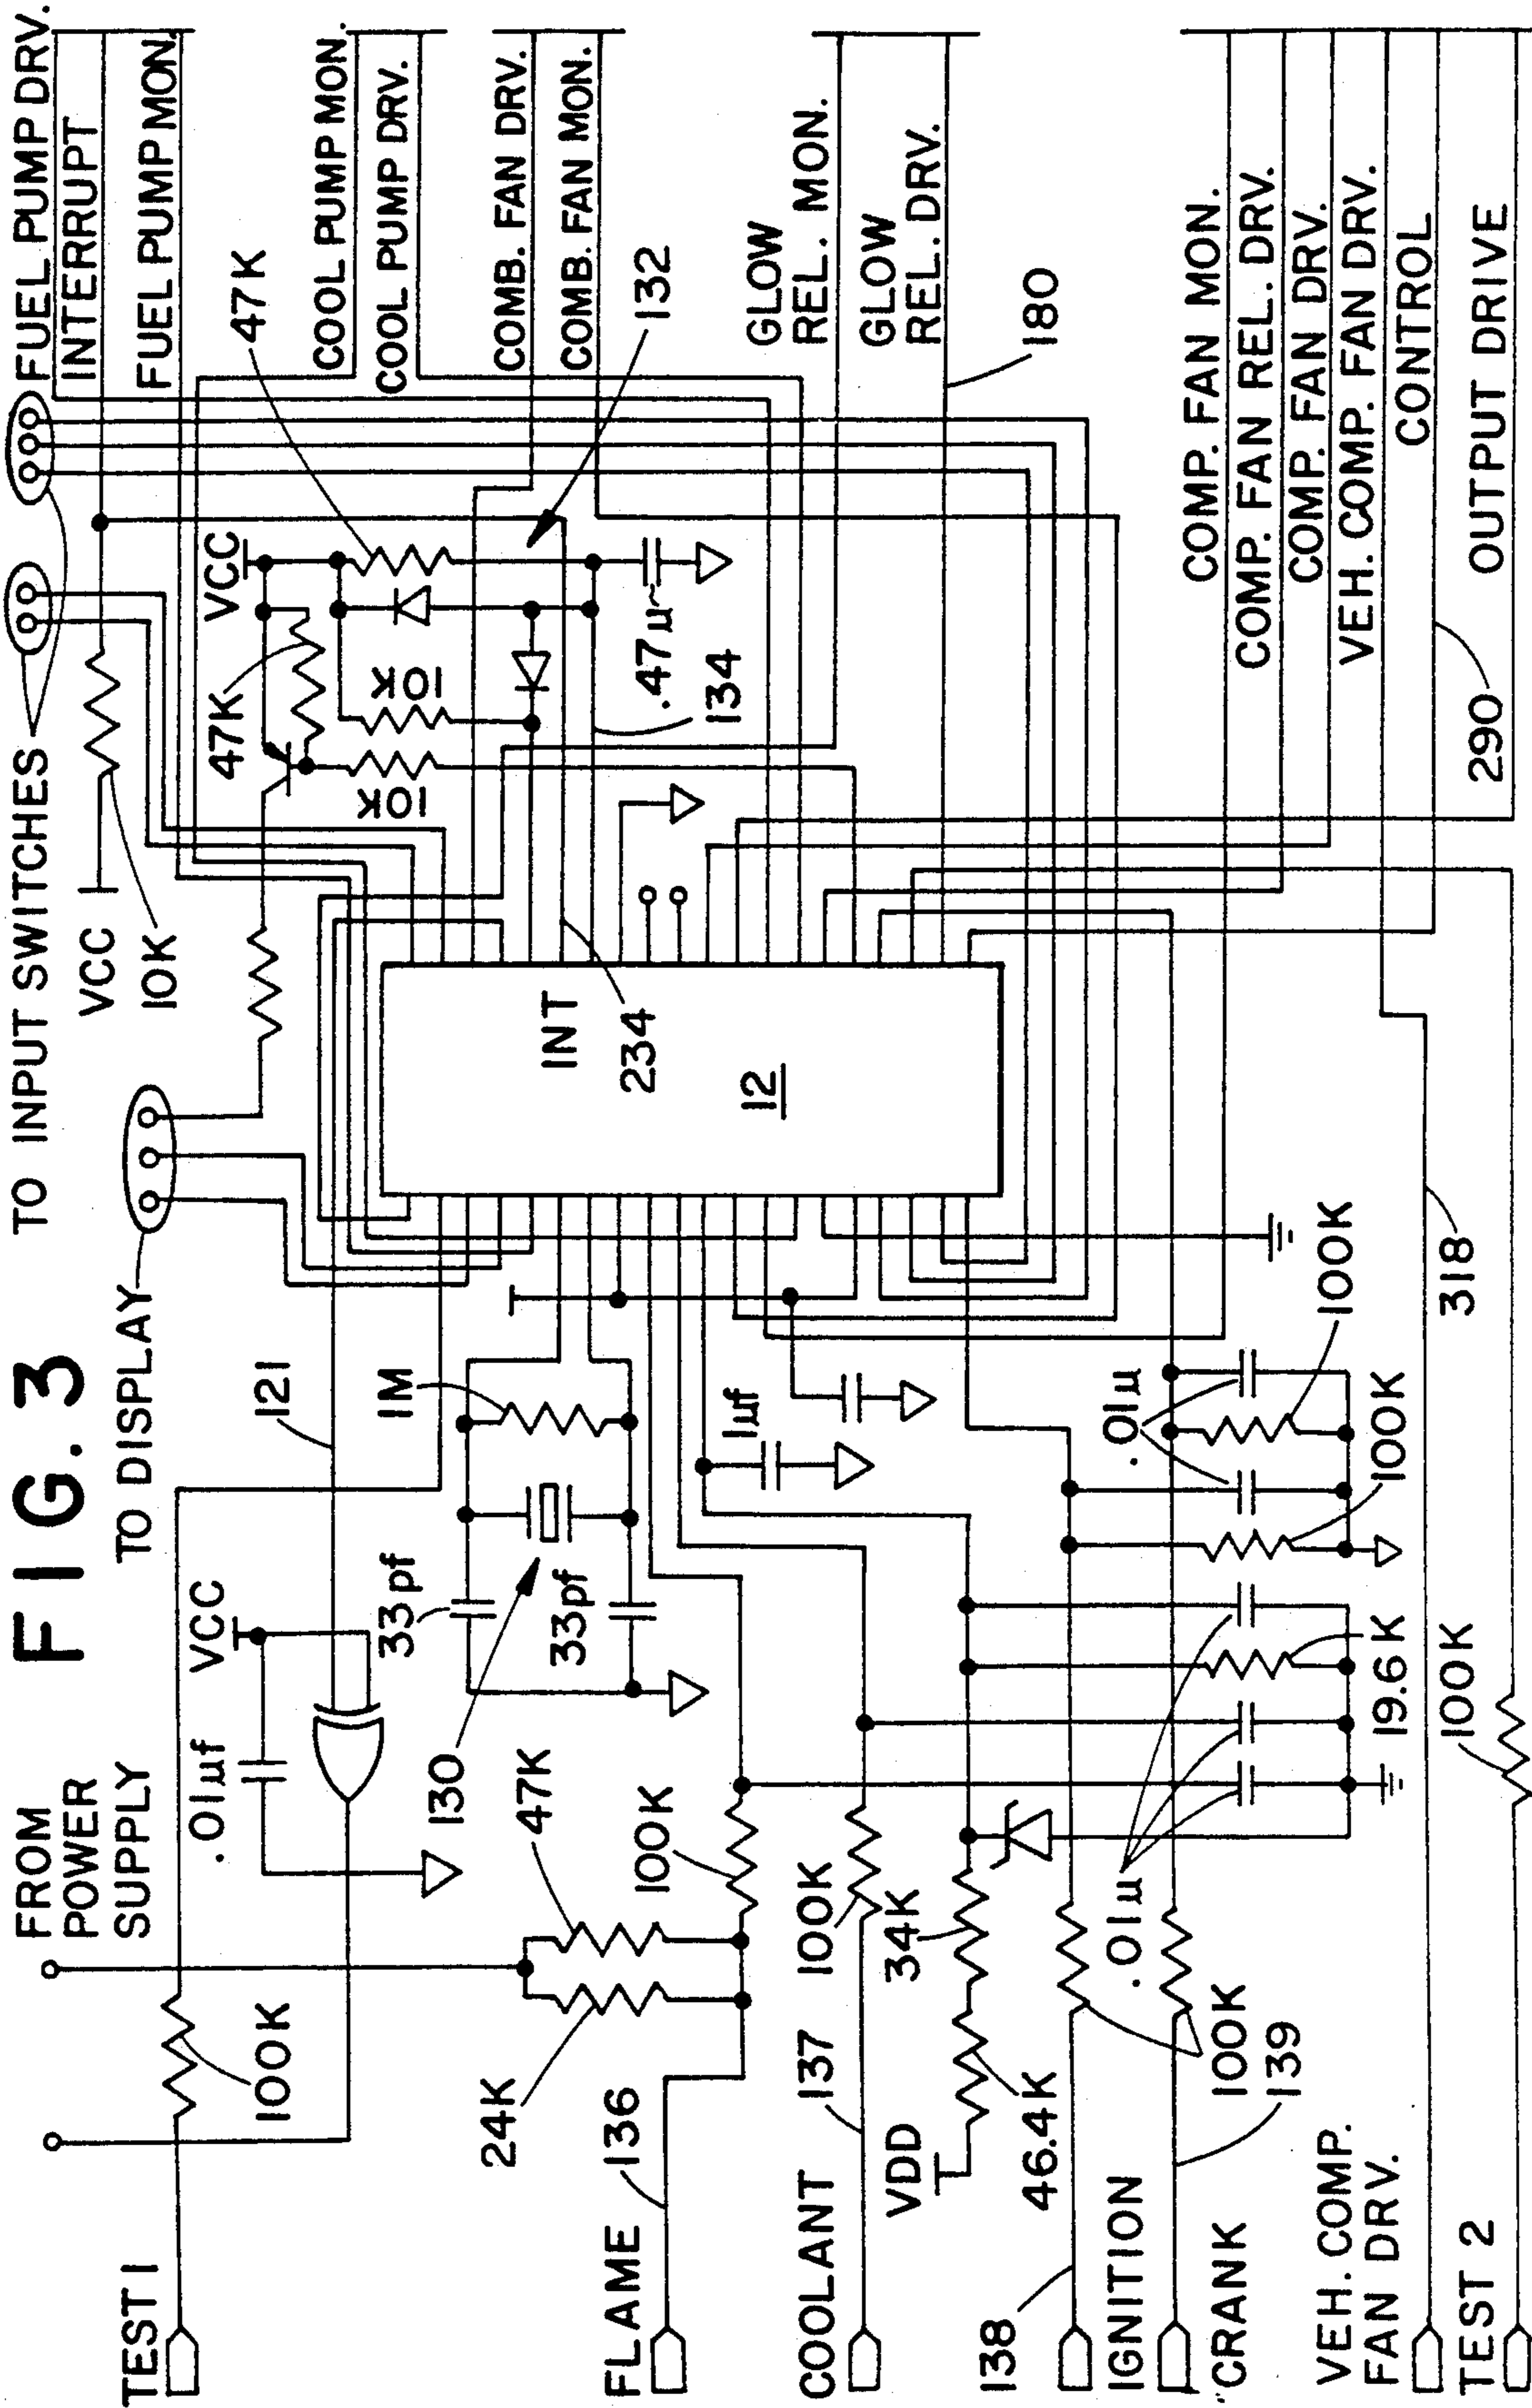 FIG. 3
FROM
POWER
SUPPLY
TO DISPLAY
TO INPUT SWITCHES
TEST 1
100K
.01µf
VCC
121
VCC
10K
FUEL PUMP DRV.
INTERRUPT
FUEL PUMP MON.
47K
VCC
47K
10K
10K
COOL PUMP MON.
COOL PUMP DRV.
COMB. FAN DRV.
COMB. FAN MON.
132
.47µ
134
INT
234
12
33pf
33pf
1M
130
1µf
24K
47K
FLAME 136
100K
COOLANT 137
100K
34K
VDD
46.4K
138
IGNITION
CRANK
100K
139
.01µ
.01µ
100K
100K
19.6K
GLOW
REL. MON.
GLOW
REL. DRV.
180
COMP. FAN MON.
COMP. FAN REL. DRV.
COMP. FAN DRV.
VEH. COMP. FAN DRV.
CONTROL
290
OUTPUT DRIVE
VEH. COMP.
FAN DRV.
318
TEST 2
100K